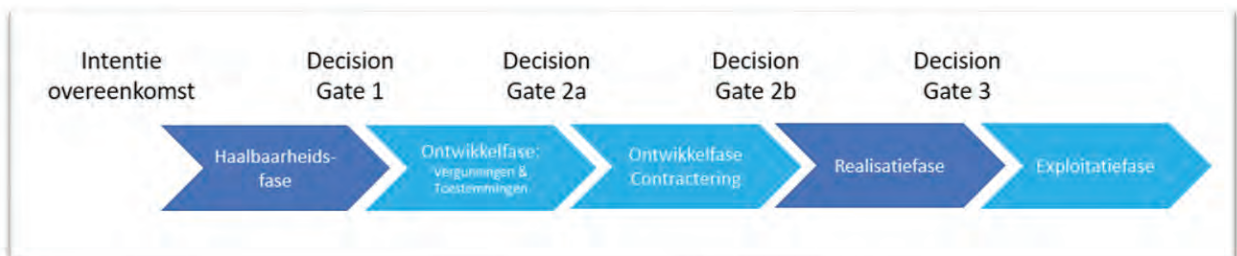 Intentie
overeenkomst
Decision
Gate 1
Decision
Gate 2a
Decision
Gate 2b
Decision
Gate 3
Haalbaarheids-
fase
Ontwikkelfase:
Vergunningen &
Toestemmingen
Ontwikkelfase
Contractering
Realisatiefase
Exploitatiefase